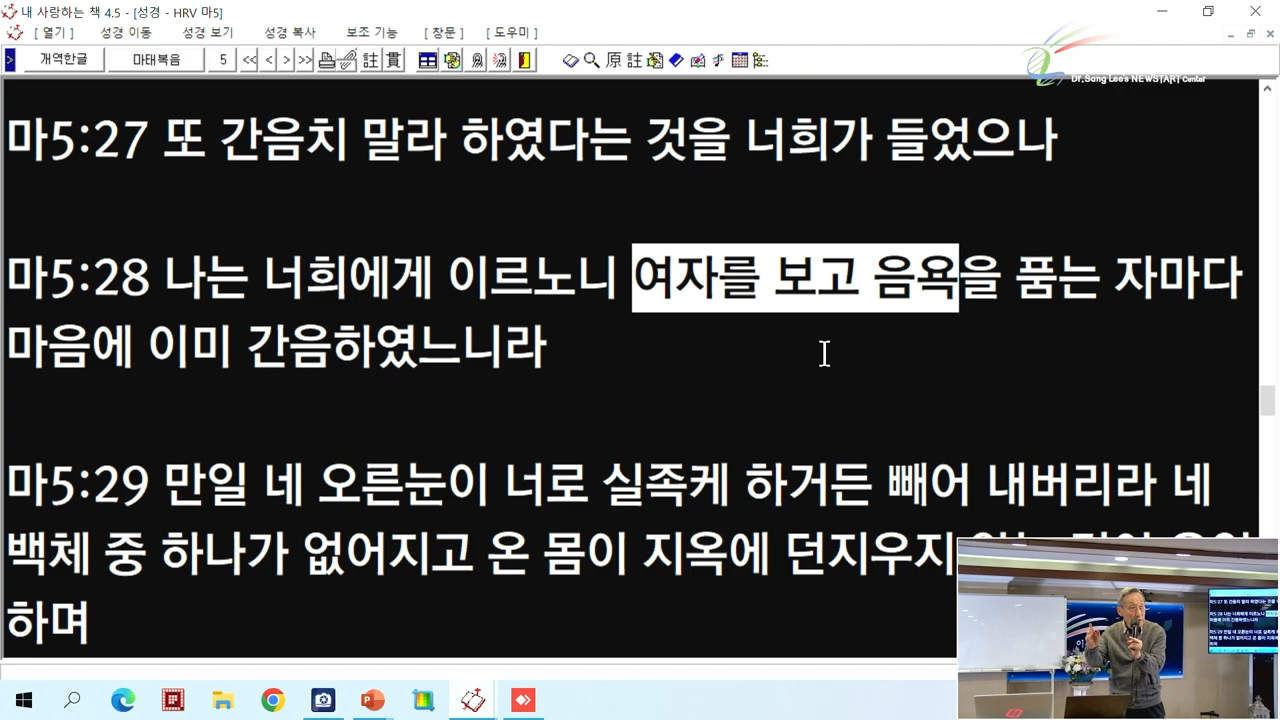 내 사랑하는 책 4.5 - [성경 - HRV 마5]
[ 열기 ] 성경 이동 성경 보기 성경 복사 보조 기능 [ 창문 ] [ 도우미 ]
개역한글 마태복음 5 << < > >> 註 貫 原 註
Dr.Sang Lee's NEWSTART Center
마5:27 또 간음치 말라 하였다는 것을 너희가 들었으나
마5:28 나는 너희에게 이르노니 여자를 보고 음욕을 품는 자마다
마음에 이미 간음하였느니라
마5:29 만일 네 오른눈이 너로 실족케 하거든 빼어 내버리라 네
백체 중 하나가 없어지고 온 몸이 지옥에 던지우지
하며